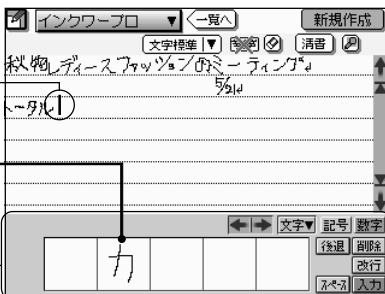 インクワープロ ▼ 一覧へ 新規作成
文字標準 ▼ 清書
秋物レディースファッションのミーティング
5/21
トータル
文字▼ 記号 数字
力
後退 削除
改行
スペース 入力